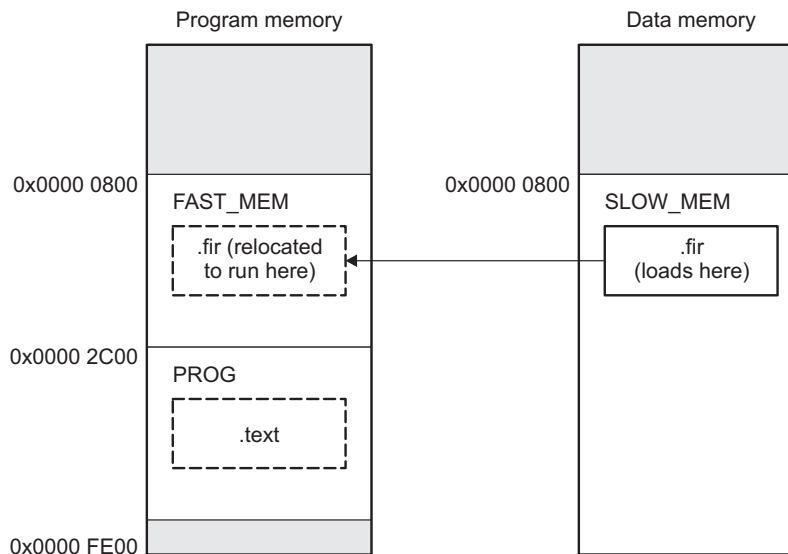 Program memory
Data memory
0x0000 0800
0x0000 0800
FAST_MEM
SLOW_MEM
.fir (relocated
to run here)
.fir
(loads here)
0x0000 2C00
PROG
.text
0x0000 FE00